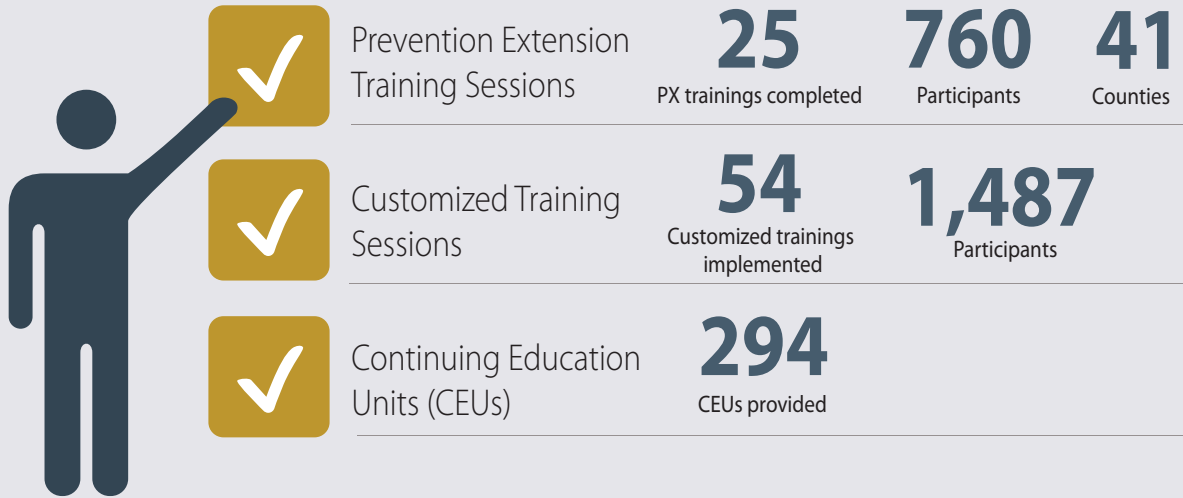 Prevention Extension
Training Sessions
25
PX trainings completed
760
Participants
41
Counties
Customized Training
Sessions
54
Customized trainings
implemented
1,487
Participants
Continuing Education
Units (CEUs)
294
CEUs provided